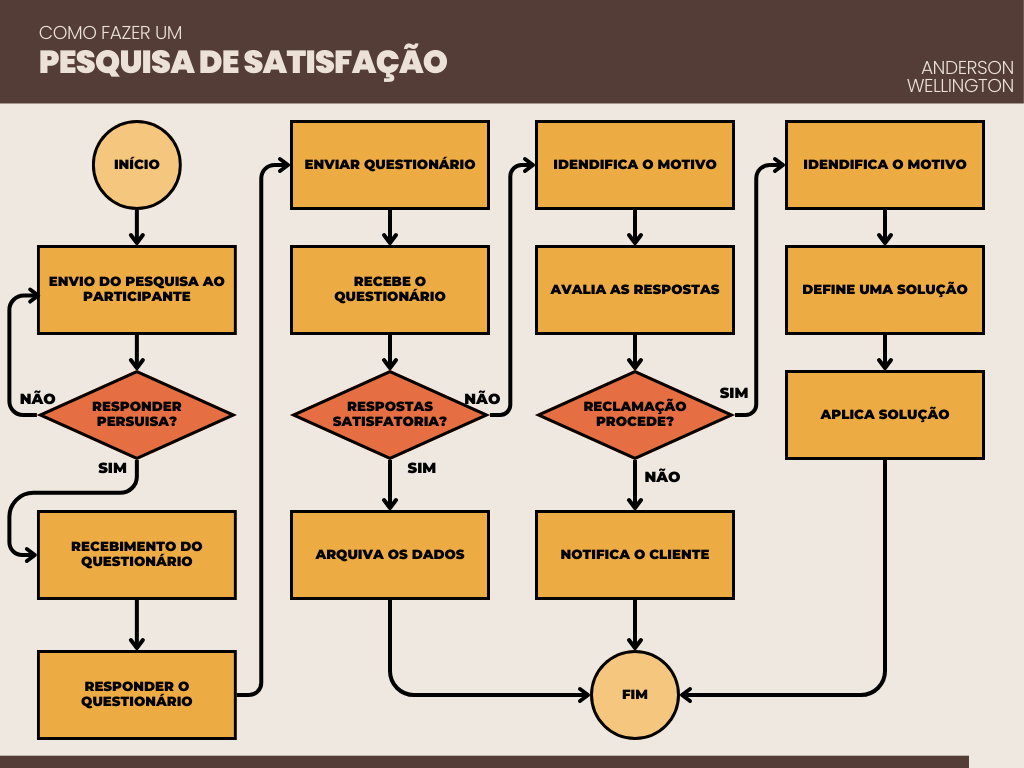 COMO FAZER UM
PESQUISA DE SATISFAÇÃO
ANDERSON
WELLINGTON
INÍCIO
ENVIO DO PESQUISA AO
PARTICIPANTE
NÃO
RESPONDER
PERSUISA?
SIM
RECEBIMENTO DO
QUESTIONÁRIO
RESPONDER O
QUESTIONÁRIO
ENVIAR QUESTIONÁRIO
RECEBE O
QUESTIONÁRIO
RESPOSTAS
SATISFATORIA?
NÃO
SIM
ARQUIVA OS DADOS
IDENDIFICA O MOTIVO
AVALIA AS RESPOSTAS
RECLAMAÇÃO
PROCEDE?
SIM
NÃO
NOTIFICA O CLIENTE
FIM
IDENDIFICA O MOTIVO
DEFINE UMA SOLUÇÃO
APLICA SOLUÇÃO